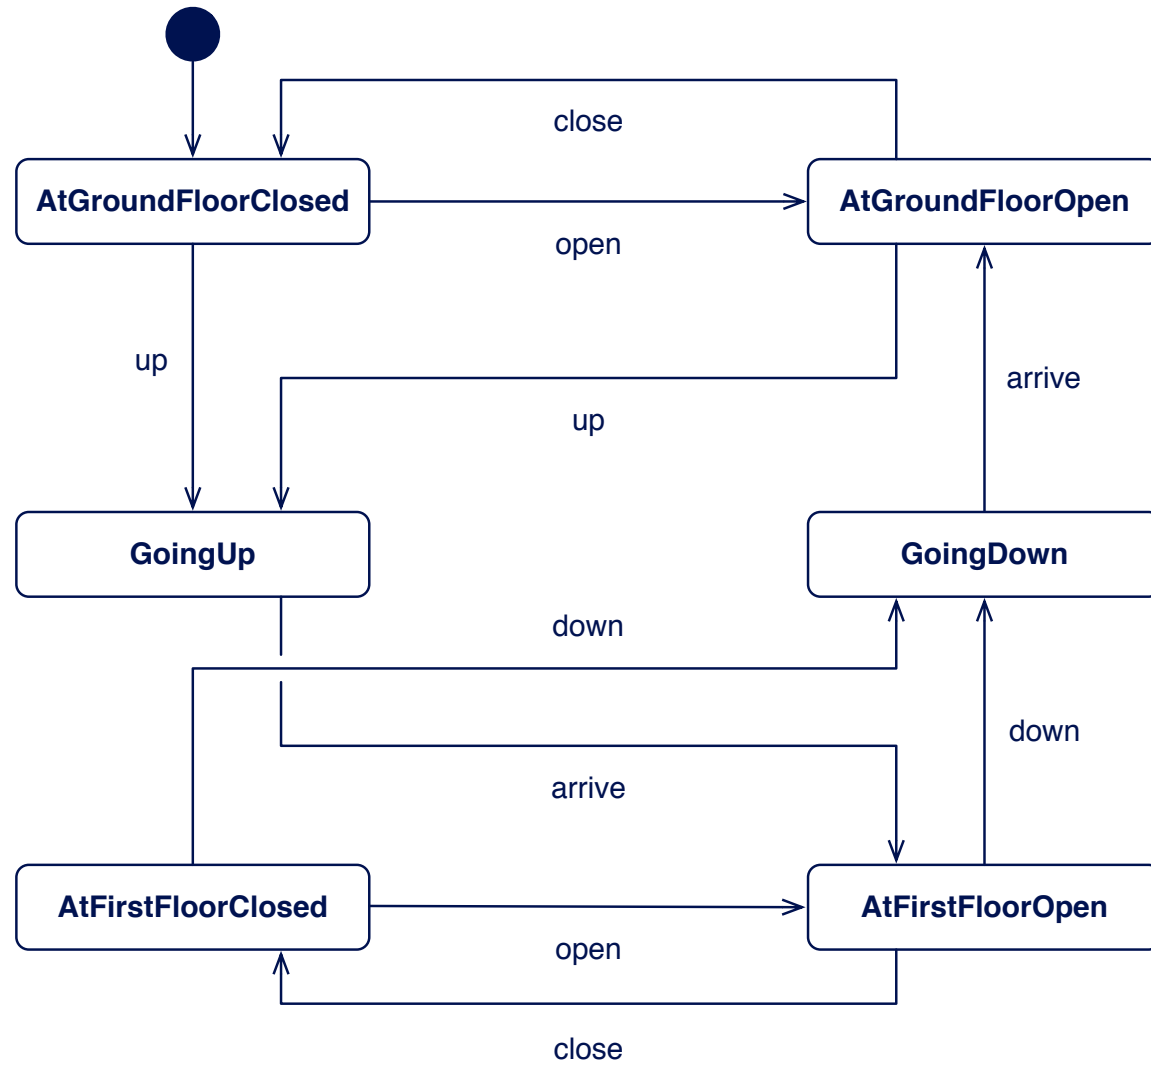 close
AtGroundFloorClosed
AtGroundFloorOpen
open
up
arrive
up
GoingUp
GoingDown
down
down
arrive
AtFirstFloorClosed
AtFirstFloorOpen
open
close